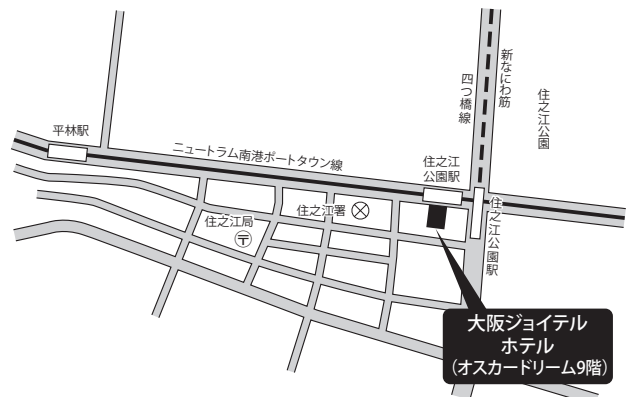 平林駅
ニュートラム南港ポートタウン線
四つ橋線
新なにわ筋
住之江公園
住之江
公園駅
住之江署
住之江局
〒
住之江公園駅
大阪ジョイテル
ホテル
(オスカードリーム9階)